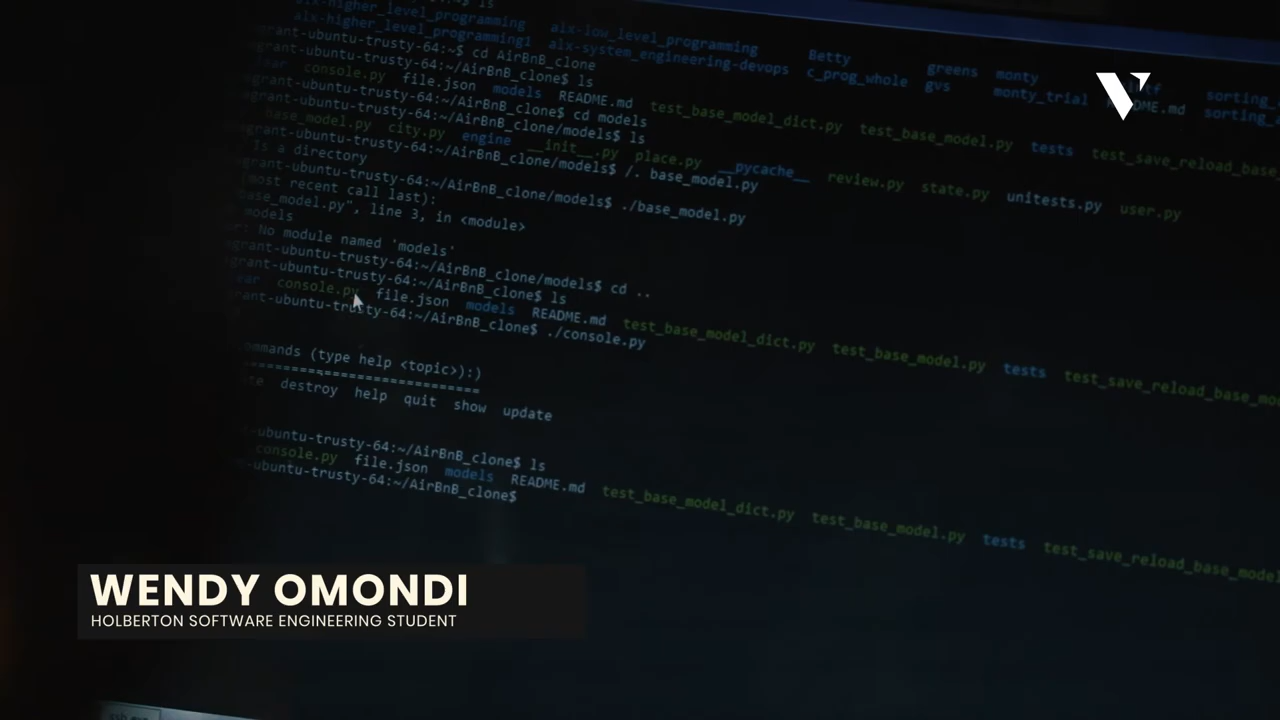 ls
alx-higher_level_programming alx-low_level_programming Betty greens monty
alx-higher_level_programming1 alx-system_engineering-devops c_prog_whole gvs monty_trial
grant-ubuntu-trusty-64:~$ cd AirBnB_clone
grant-ubuntu-trusty-64:~/AirBnB_clone$ ls
console.py file.json models README.md test_base_model_dict.py test_base_model.py tests
grant-ubuntu-trusty-64:~/AirBnB_clone$ cd models
grant-ubuntu-trusty-64:~/AirBnB_clone/models$ ls
base_model.py city.py engine __init__.py place.py __pycache__ review.py state.py unitests.py user.py
grant-ubuntu-trusty-64:~/AirBnB_clone/models$ /. base_model.py
Is a directory
grant-ubuntu-trusty-64:~/AirBnB_clone/models$ ./base_model.py
(most recent call last):
base_model.py", line 3, in <module>
models
No module named 'models'
grant-ubuntu-trusty-64:~/AirBnB_clone/models$ cd ..
grant-ubuntu-trusty-64:~/AirBnB_clone$ ls
console.py file.json models README.md test_base_model_dict.py test_base_model.py tests
grant-ubuntu-trusty-64:~/AirBnB_clone$ ./console.py
ommands (type help <topic>):)
================================
destroy help quit show update
-ubuntu-trusty-64:~/AirBnB_clone$ ls
console.py file.json models README.md test_base_model_dict.py test_base_model.py tests
-ubuntu-trusty-64:~/AirBnB_clone$
WENDY OMONDI
HOLBERTON SOFTWARE ENGINEERING STUDENT